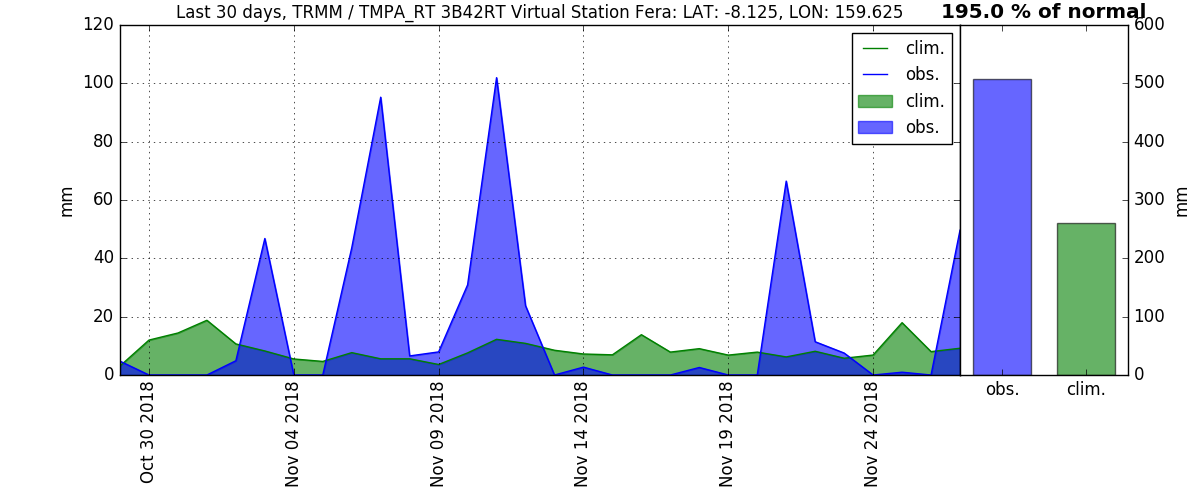 Last 30 days, TRMM / TMPA_RT 3B42RT Virtual Station Fera: LAT: -8.125, LON: 159.625
195.0 % of normal
120
100
80
60
40
20
0
mm
clim.
obs.
clim.
obs.
600
500
400
300
200
100
0
mm
Oct 30 2018
Nov 04 2018
Nov 09 2018
Nov 14 2018
Nov 19 2018
Nov 24 2018
obs.
clim.